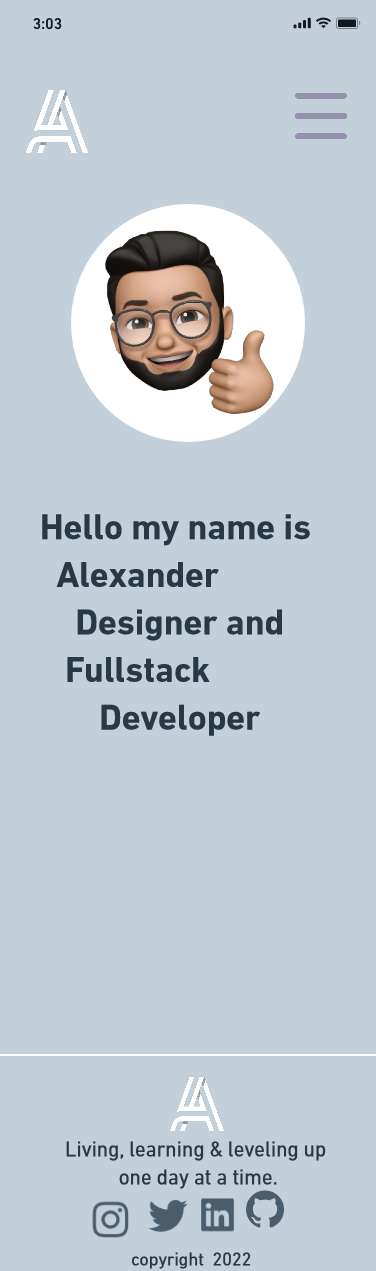 3:03
A
Hello my name is
Alexander
Designer and
Fullstack
Developer
A
Living, learning & leveling up
one day at a time.
in
copyright 2022